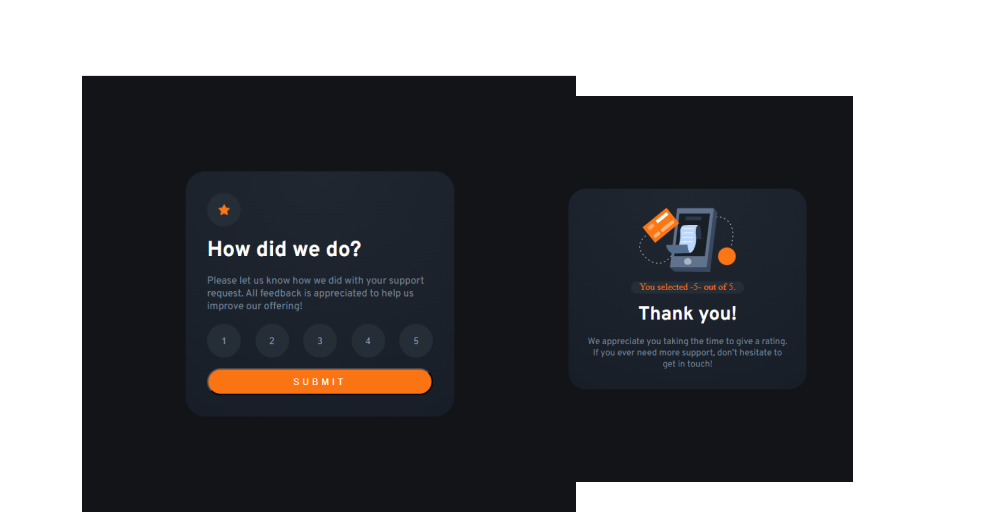 How did we do?
Please let us know how we did with your support
request. All feedback is appreciated to help us
improve our offering!
1 2 3 4 5
SUBMIT
You selected -5- out of 5.
Thank you!
We appreciate you taking the time to give a rating.
If you ever need more support, don't hesitate to
get in touch!